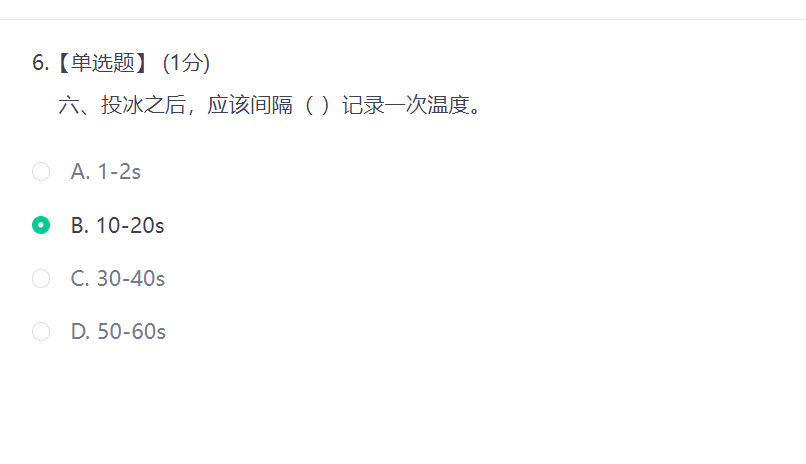 6.【单选题】 (1分)
六、投冰之后，应该间隔（ ）记录一次温度。
A. 1-2s
B. 10-20s
C. 30-40s
D. 50-60s